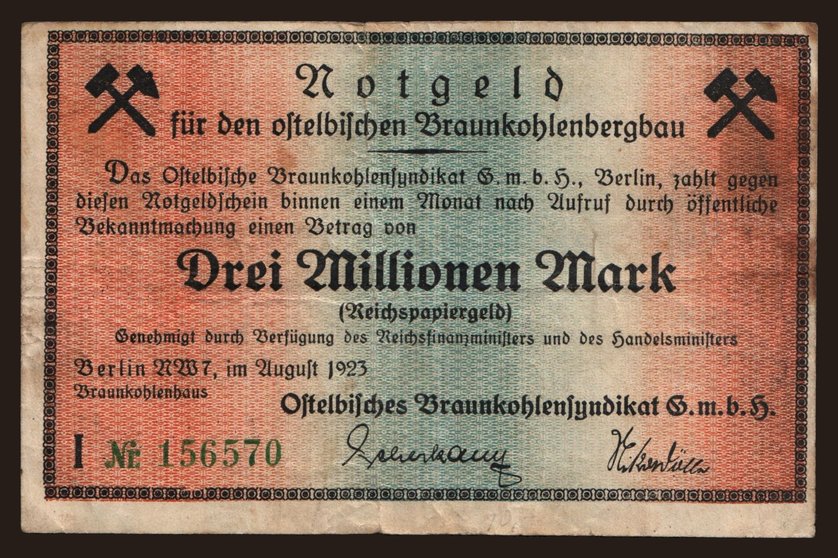 Notgeld
für den oſtelbiſchen Braunkohlenbergbau
Das Oſtelbiſche Braunkohlenſyndikat G.m.b.H., Berlin, zahlt gegen
dieſen Notgeldſchein binnen einem Monat nach Aufruf durch öffentliche
Bekanntmachung einen Betrag von
Drei Millionen Mark
(Reichspapiergeld)
Genehmigt durch Verfügung des Reichsfinanzminiſters und des Handelsminiſters
Berlin NW7, im Auguſt 1923
Braunkohlenhaus
Oſtelbiſches Braunkohlenſyndikat G.m.b.H.
I Nr. 156570